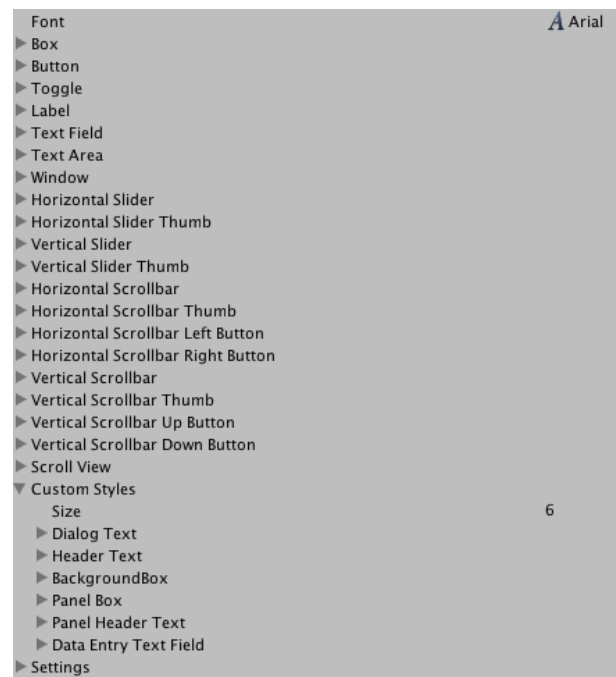 Font Arial
Box
Button
Toggle
Label
Text Field
Text Area
Window
Horizontal Slider
Horizontal Slider Thumb
Vertical Slider
Vertical Slider Thumb
Horizontal Scrollbar
Horizontal Scrollbar Thumb
Horizontal Scrollbar Left Button
Horizontal Scrollbar Right Button
Vertical Scrollbar
Vertical Scrollbar Thumb
Vertical Scrollbar Up Button
Vertical Scrollbar Down Button
Scroll View
Custom Styles
Size 6
Dialog Text
Header Text
BackgroundBox
Panel Box
Panel Header Text
Data Entry Text Field
Settings